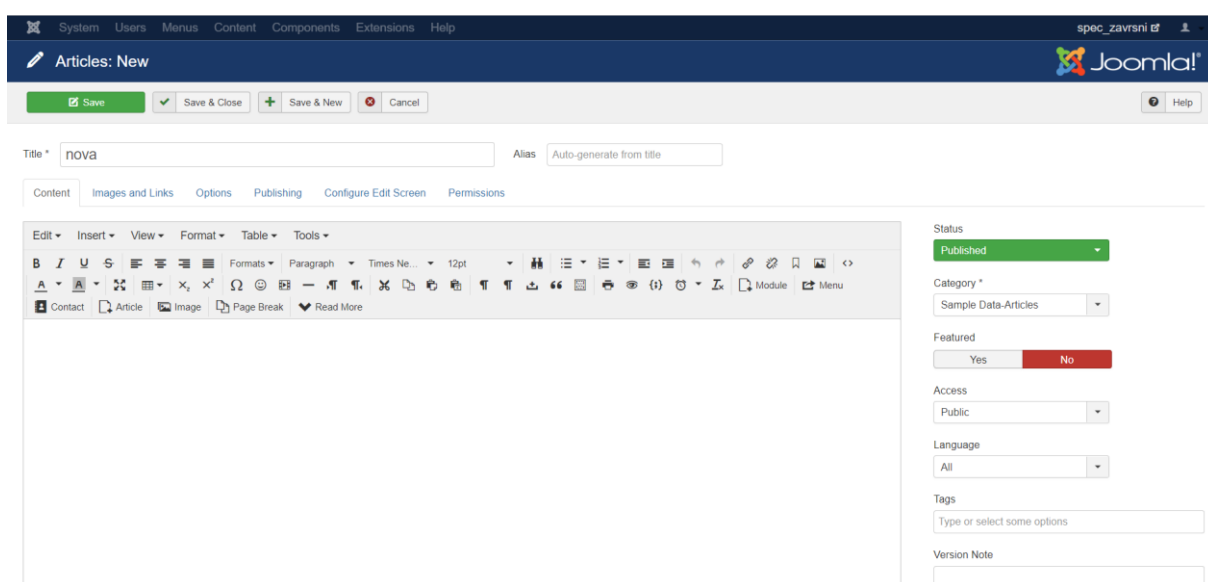 System Users Menus Content Components Extensions Help spec_zavrsni
Articles: New Joomla!®
Save Save & Close Save & New Cancel Help
Title * nova Alias Auto-generate from title
Content Images and Links Options Publishing Configure Edit Screen Permissions
Edit Insert View Format Table Tools
B I U S Formats Paragraph Times Ne... 12pt
A A Module Menu
Contact Article Image Page Break Read More
Status
Published
Category *
Sample Data-Articles
Featured
Yes No
Access
Public
Language
All
Tags
Type or select some options
Version Note